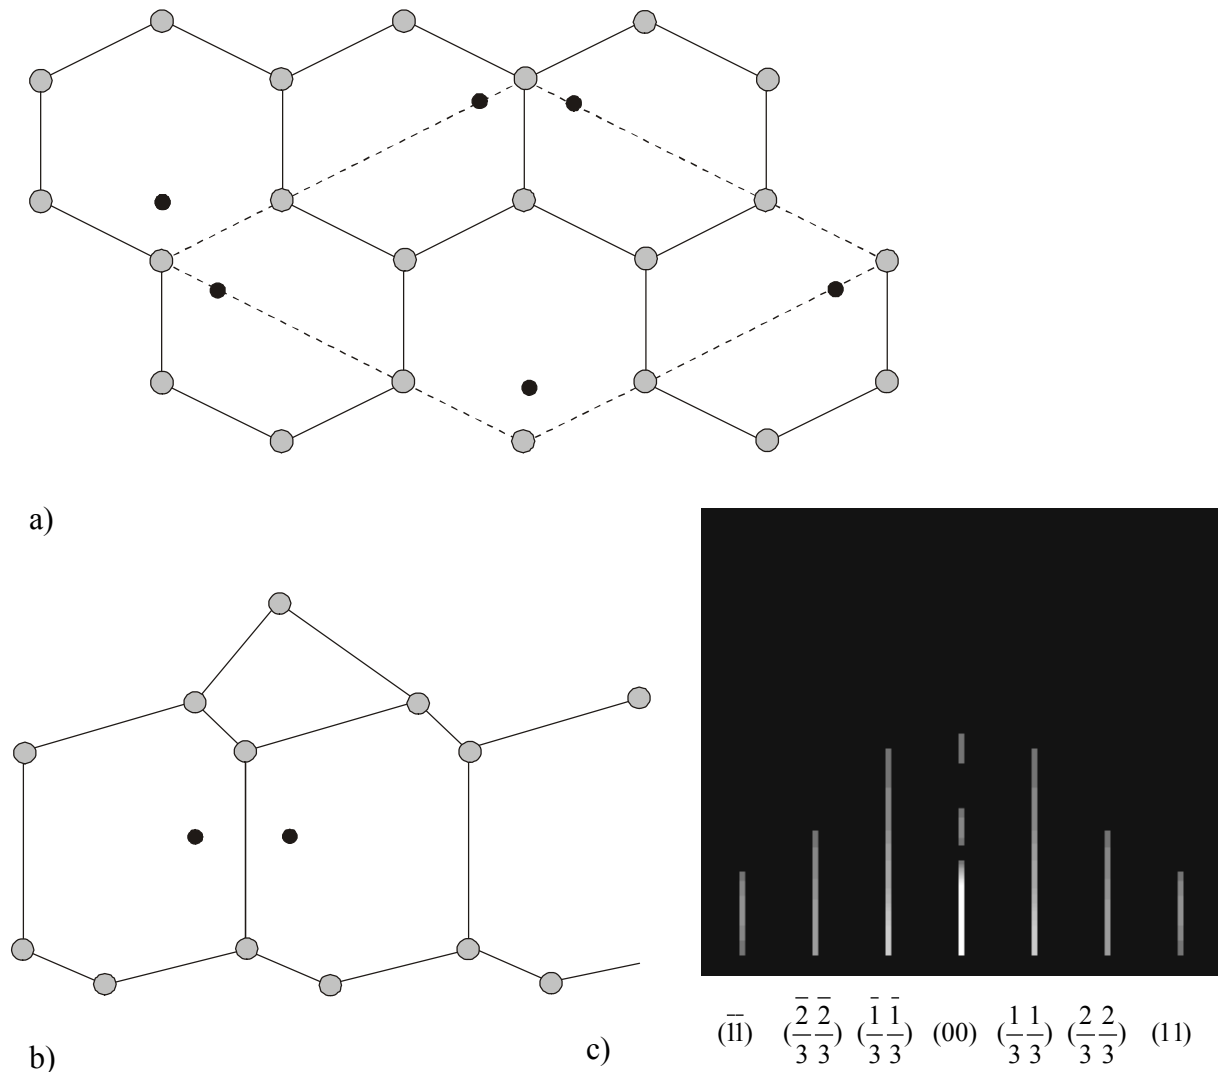 a)
b)
c)
(1̅1̅) (2̅/3 2̅/3) (1̅/3 1̅/3) (00) (1/3 1/3) (2/3 2/3) (11)